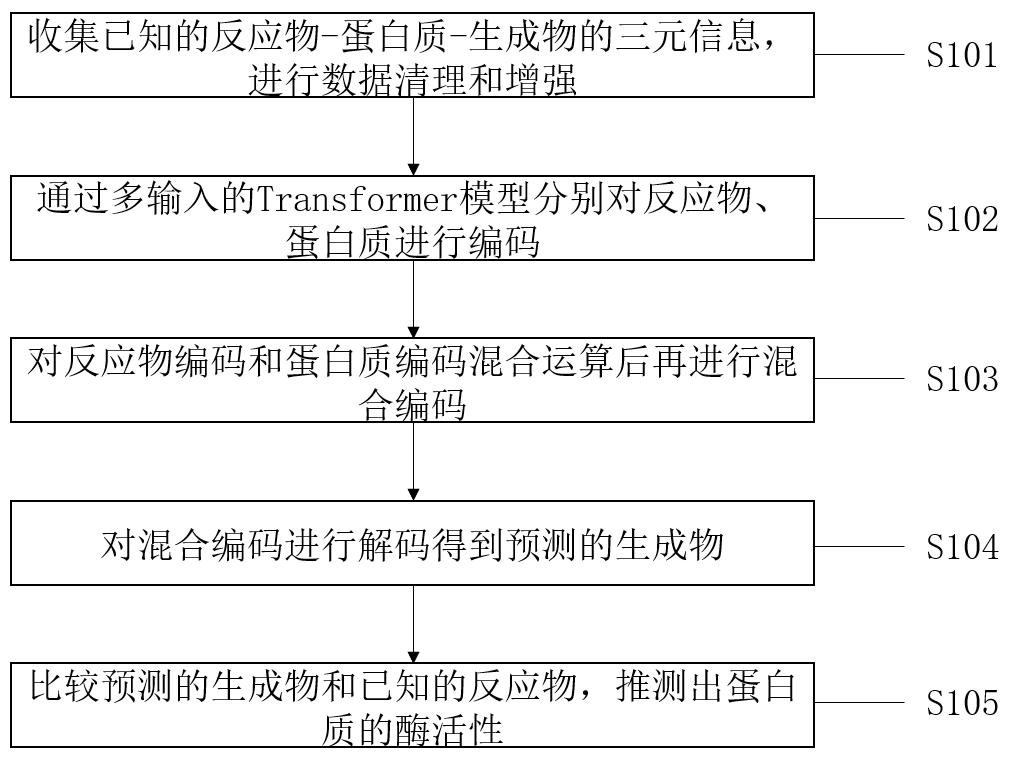 收集已知的反应物-蛋白质-生成物的三元信息，
进行数据清理和增强
S101
通过多输入的Transformer模型分别对反应物、
蛋白质进行编码
S102
对反应物编码和蛋白质编码混合运算后再进行混
合编码
S103
对混合编码进行解码得到预测的生成物
S104
比较预测的生成物和已知的反应物，推测出蛋白
质的酶活性
S105